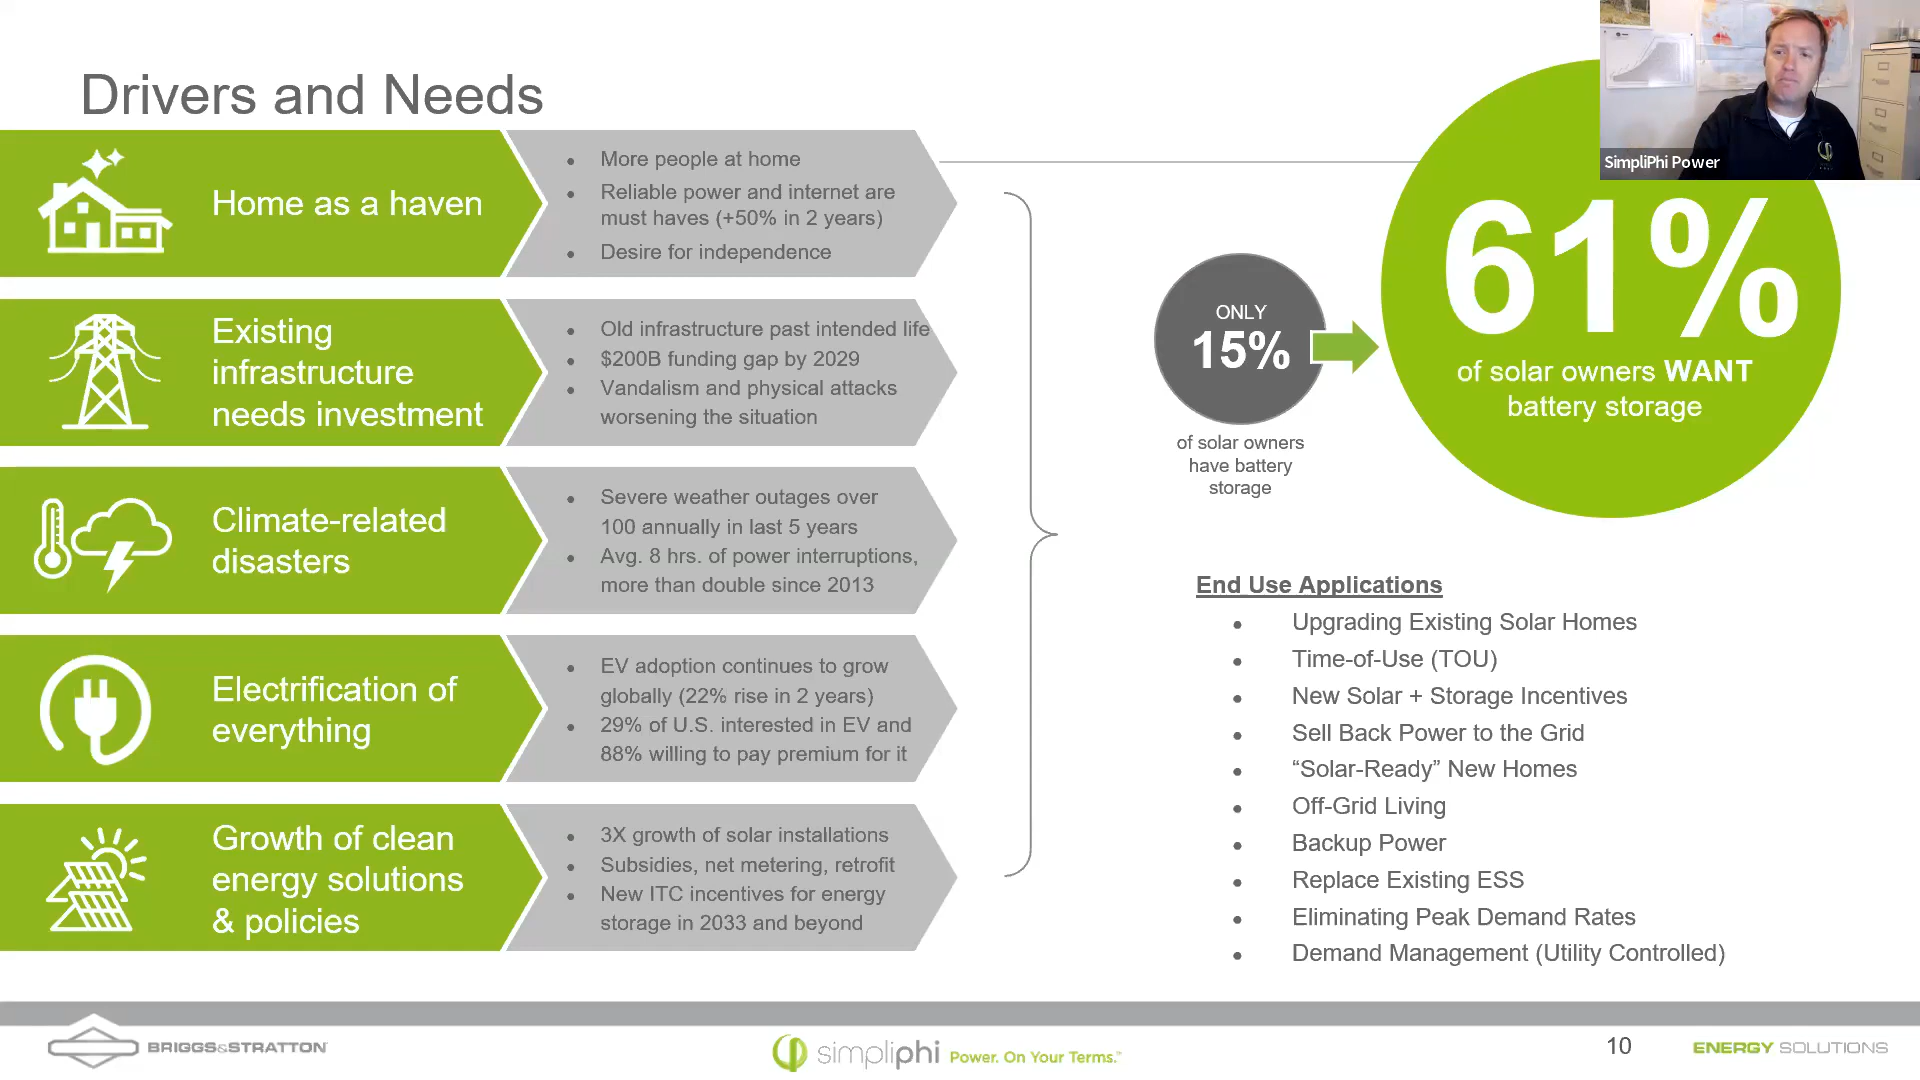 Drivers and Needs
Home as a haven
More people at home
Reliable power and internet are
must haves (+50% in 2 years)
Desire for independence
Existing
infrastructure
needs investment
Old infrastructure past intended life
$200B funding gap by 2029
Vandalism and physical attacks
worsening the situation
Climate-related
disasters
Severe weather outages over
100 annually in last 5 years
Avg. 8 hrs. of power interruptions,
more than double since 2013
Electrification of
everything
EV adoption continues to grow
globally (22% rise in 2 years)
29% of U.S. interested in EV and
88% willing to pay premium for it
Growth of clean
energy solutions
& policies
3X growth of solar installations
Subsidies, net metering, retrofit
New ITC incentives for energy
storage in 2033 and beyond
ONLY
15%
of solar owners
have battery
storage
SimpliPhi Power
61%
of solar owners WANT
battery storage
End Use Applications
Upgrading Existing Solar Homes
Time-of-Use (TOU)
New Solar + Storage Incentives
Sell Back Power to the Grid
“Solar-Ready” New Homes
Off-Grid Living
Backup Power
Replace Existing ESS
Eliminating Peak Demand Rates
Demand Management (Utility Controlled)
BRIGGS&STRATTON
simpliphi Power. On Your Terms.™
10
ENERGY SOLUTIONS